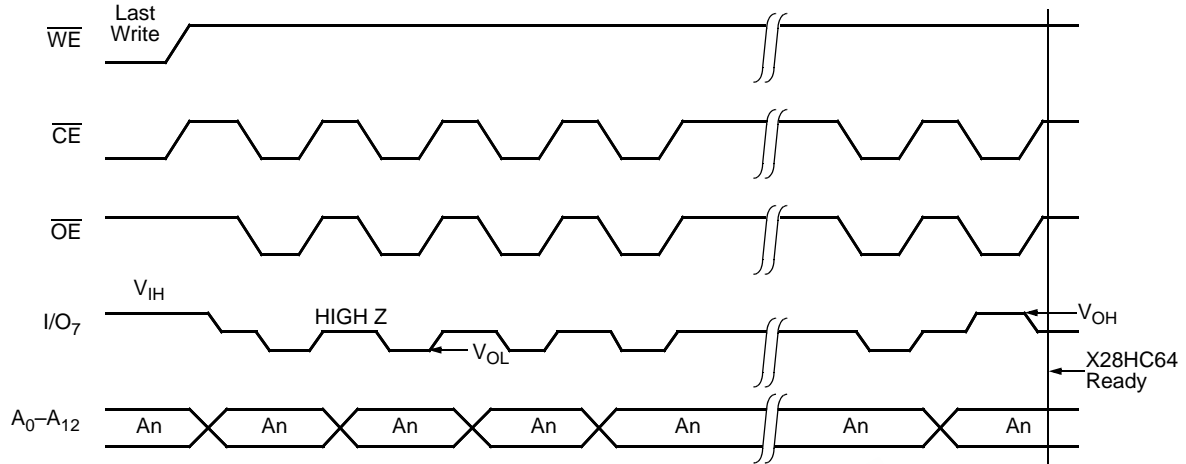 Last
Write
WE
CE
OE
VIH
I/O7
HIGH Z
VOL
VOH
X28HC64
Ready
A0–A12
An An An An An An An